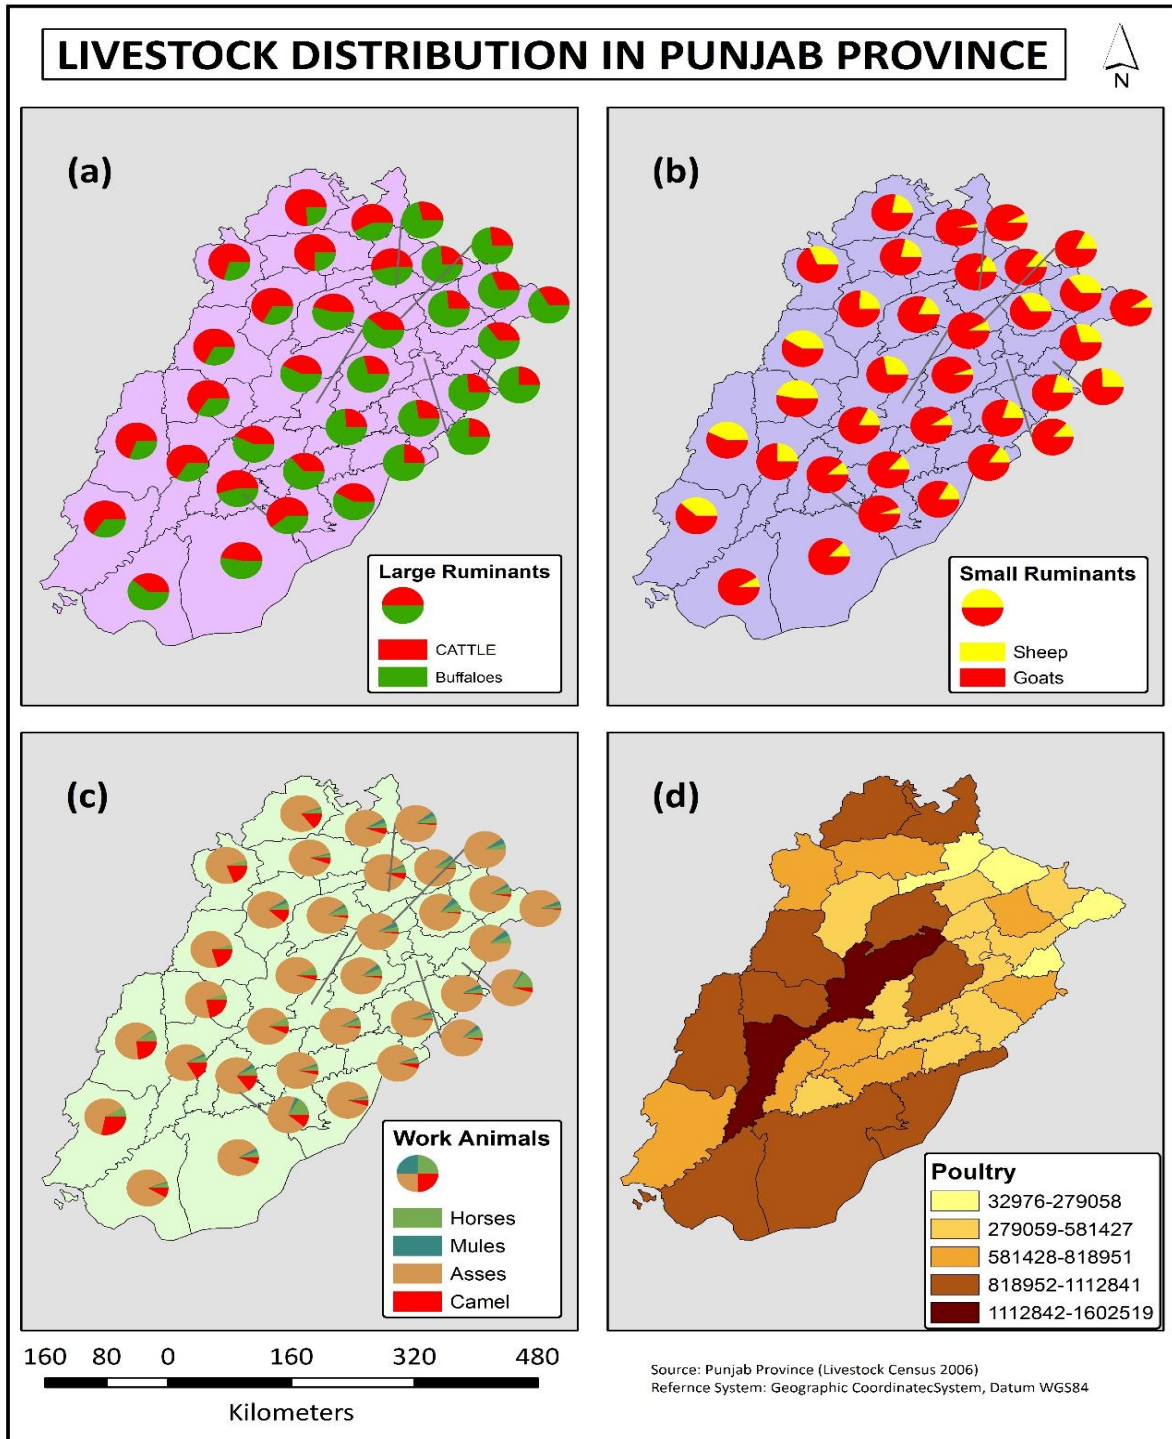 LIVESTOCK DISTRIBUTION IN PUNJAB PROVINCE
N
(a)
Large Ruminants
CATTLE
Buffaloes
(b)
Small Ruminants
Sheep
Goats
(c)
Work Animals
Horses
Mules
Asses
Camel
(d)
Poultry
32976-279058
279059-581427
581428-818951
818952-1112841
1112842-1602519
160 80 0 160 320 480
Kilometers
Source: Punjab Province (Livestock Census 2006)
Refernce System: Geographic CoordinatecSystem, Datum WGS84